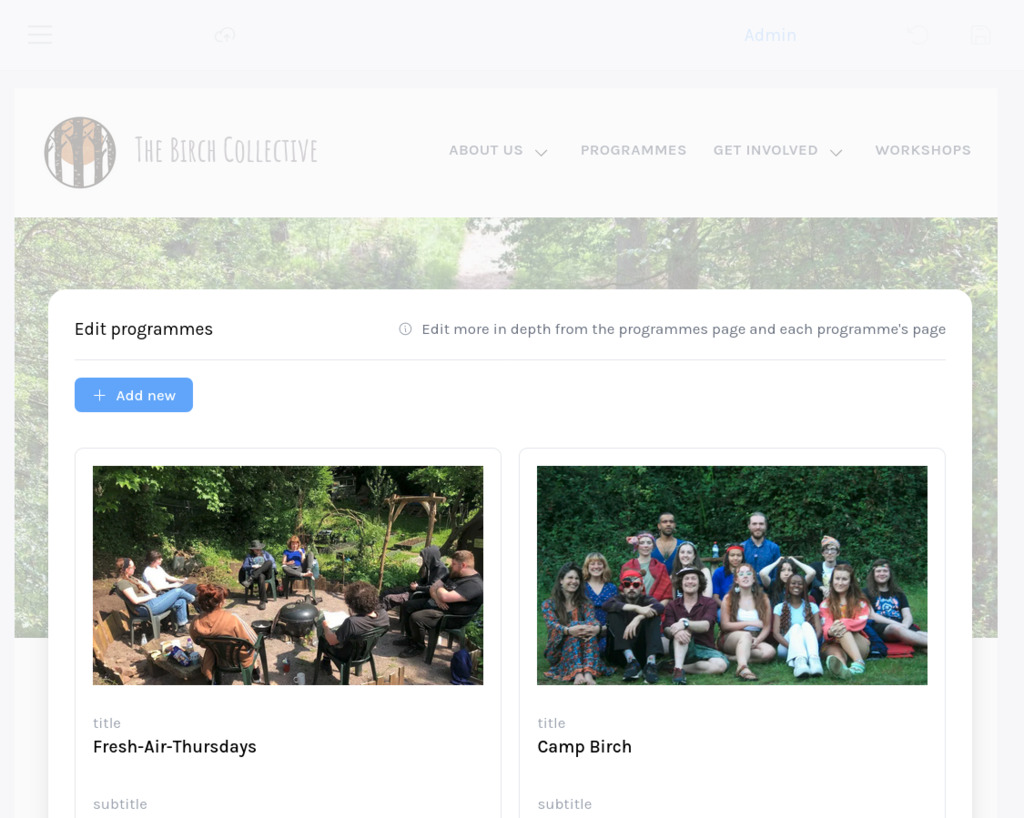 Admin
The Birch Collective
ABOUT US
PROGRAMMES
GET INVOLVED
WORKSHOPS
Edit programmes
Edit more in depth from the programmes page and each programme's page
Add new
title
Fresh-Air-Thursdays
subtitle
title
Camp Birch
subtitle